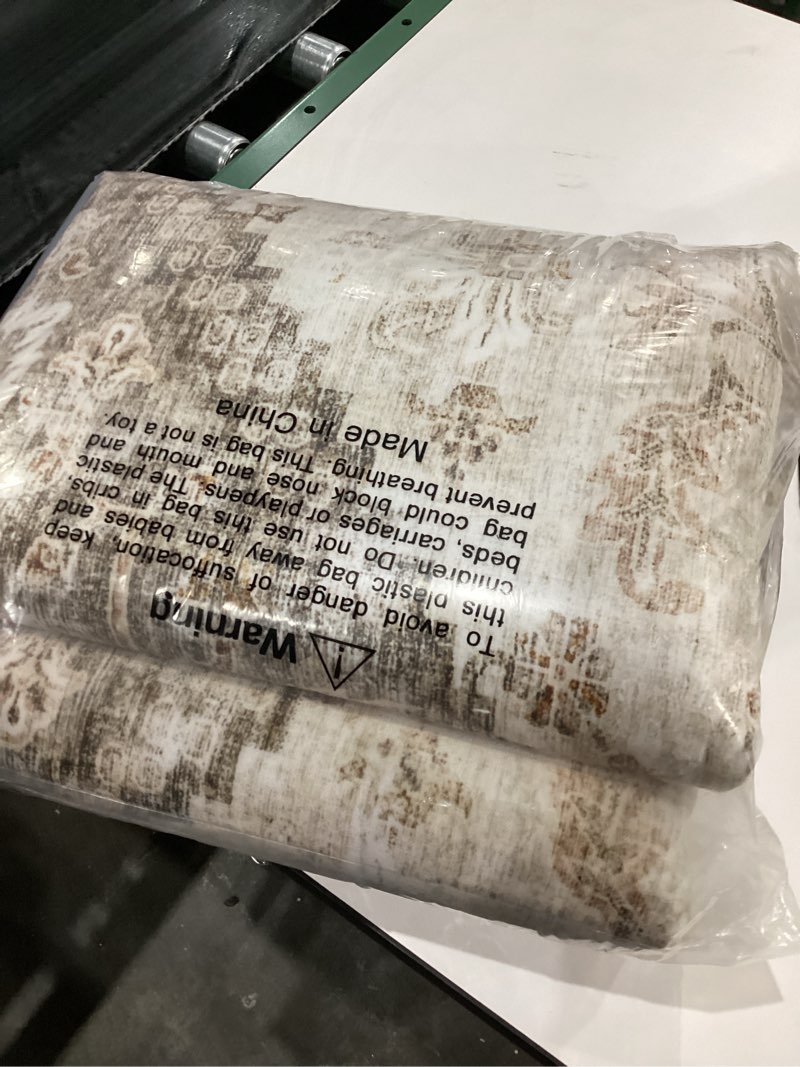 Warning
To avoid danger of suffocation, keep
this plastic bag away from babies and
children. Do not use this bag in cribs,
beds, carriages or playpens. The plastic
bag could block nose and mouth and
prevent breathing. This bag is not a toy.
Made in China